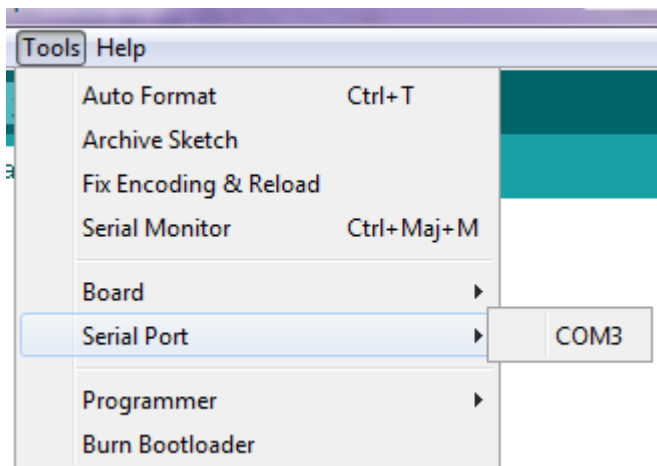 Tools Help
Auto Format Ctrl+T
Archive Sketch
Fix Encoding & Reload
Serial Monitor Ctrl+Maj+M
Board
Serial Port COM3
Programmer
Burn Bootloader